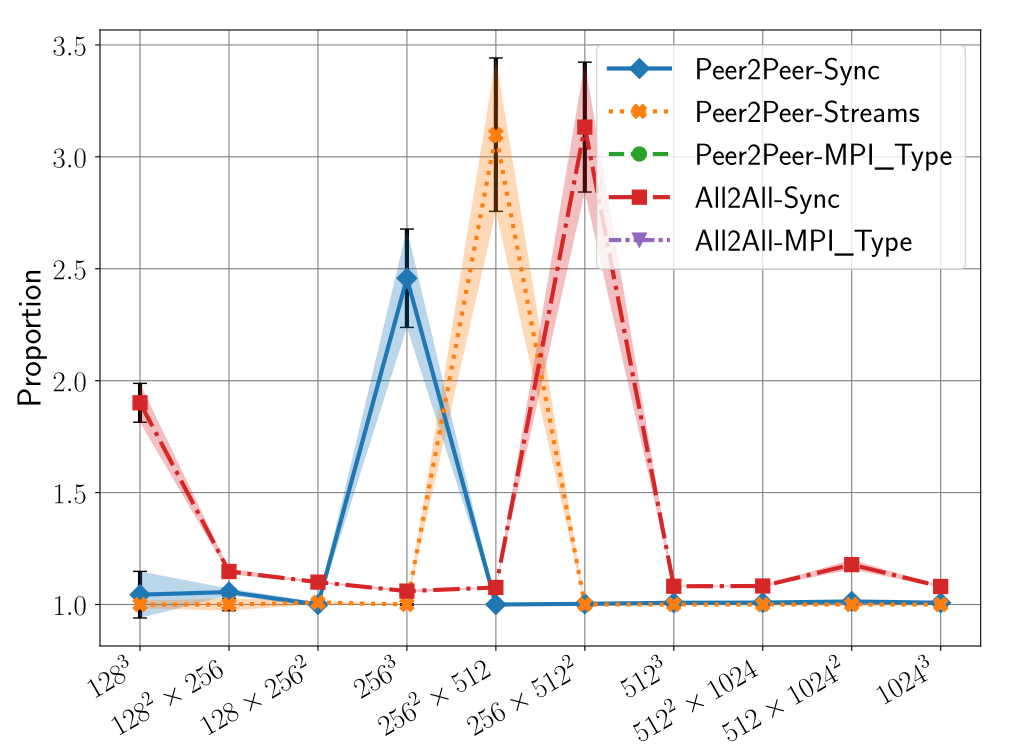 3.5
3.0
2.5
2.0
1.5
1.0
Proportion
Peer2Peer-Sync
Peer2Peer-Streams
Peer2Peer-MPI_Type
All2All-Sync
All2All-MPI_Type
128³
128² × 256
128 × 256²
256³
256² × 512
256 × 512²
512³
512² × 1024
512 × 1024²
1024³